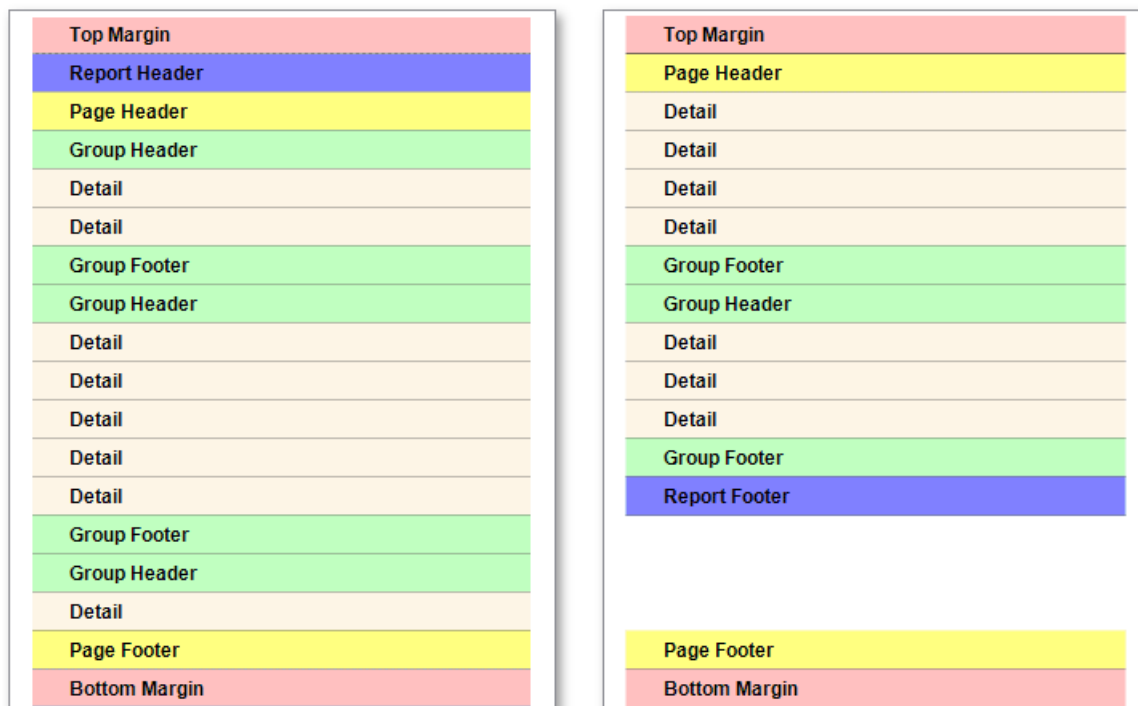 Top Margin
Report Header
Page Header
Group Header
Detail
Detail
Group Footer
Group Header
Detail
Detail
Detail
Detail
Detail
Group Footer
Group Header
Detail
Page Footer
Bottom Margin
Top Margin
Page Header
Detail
Detail
Detail
Detail
Group Footer
Group Header
Detail
Detail
Detail
Group Footer
Report Footer
Page Footer
Bottom Margin